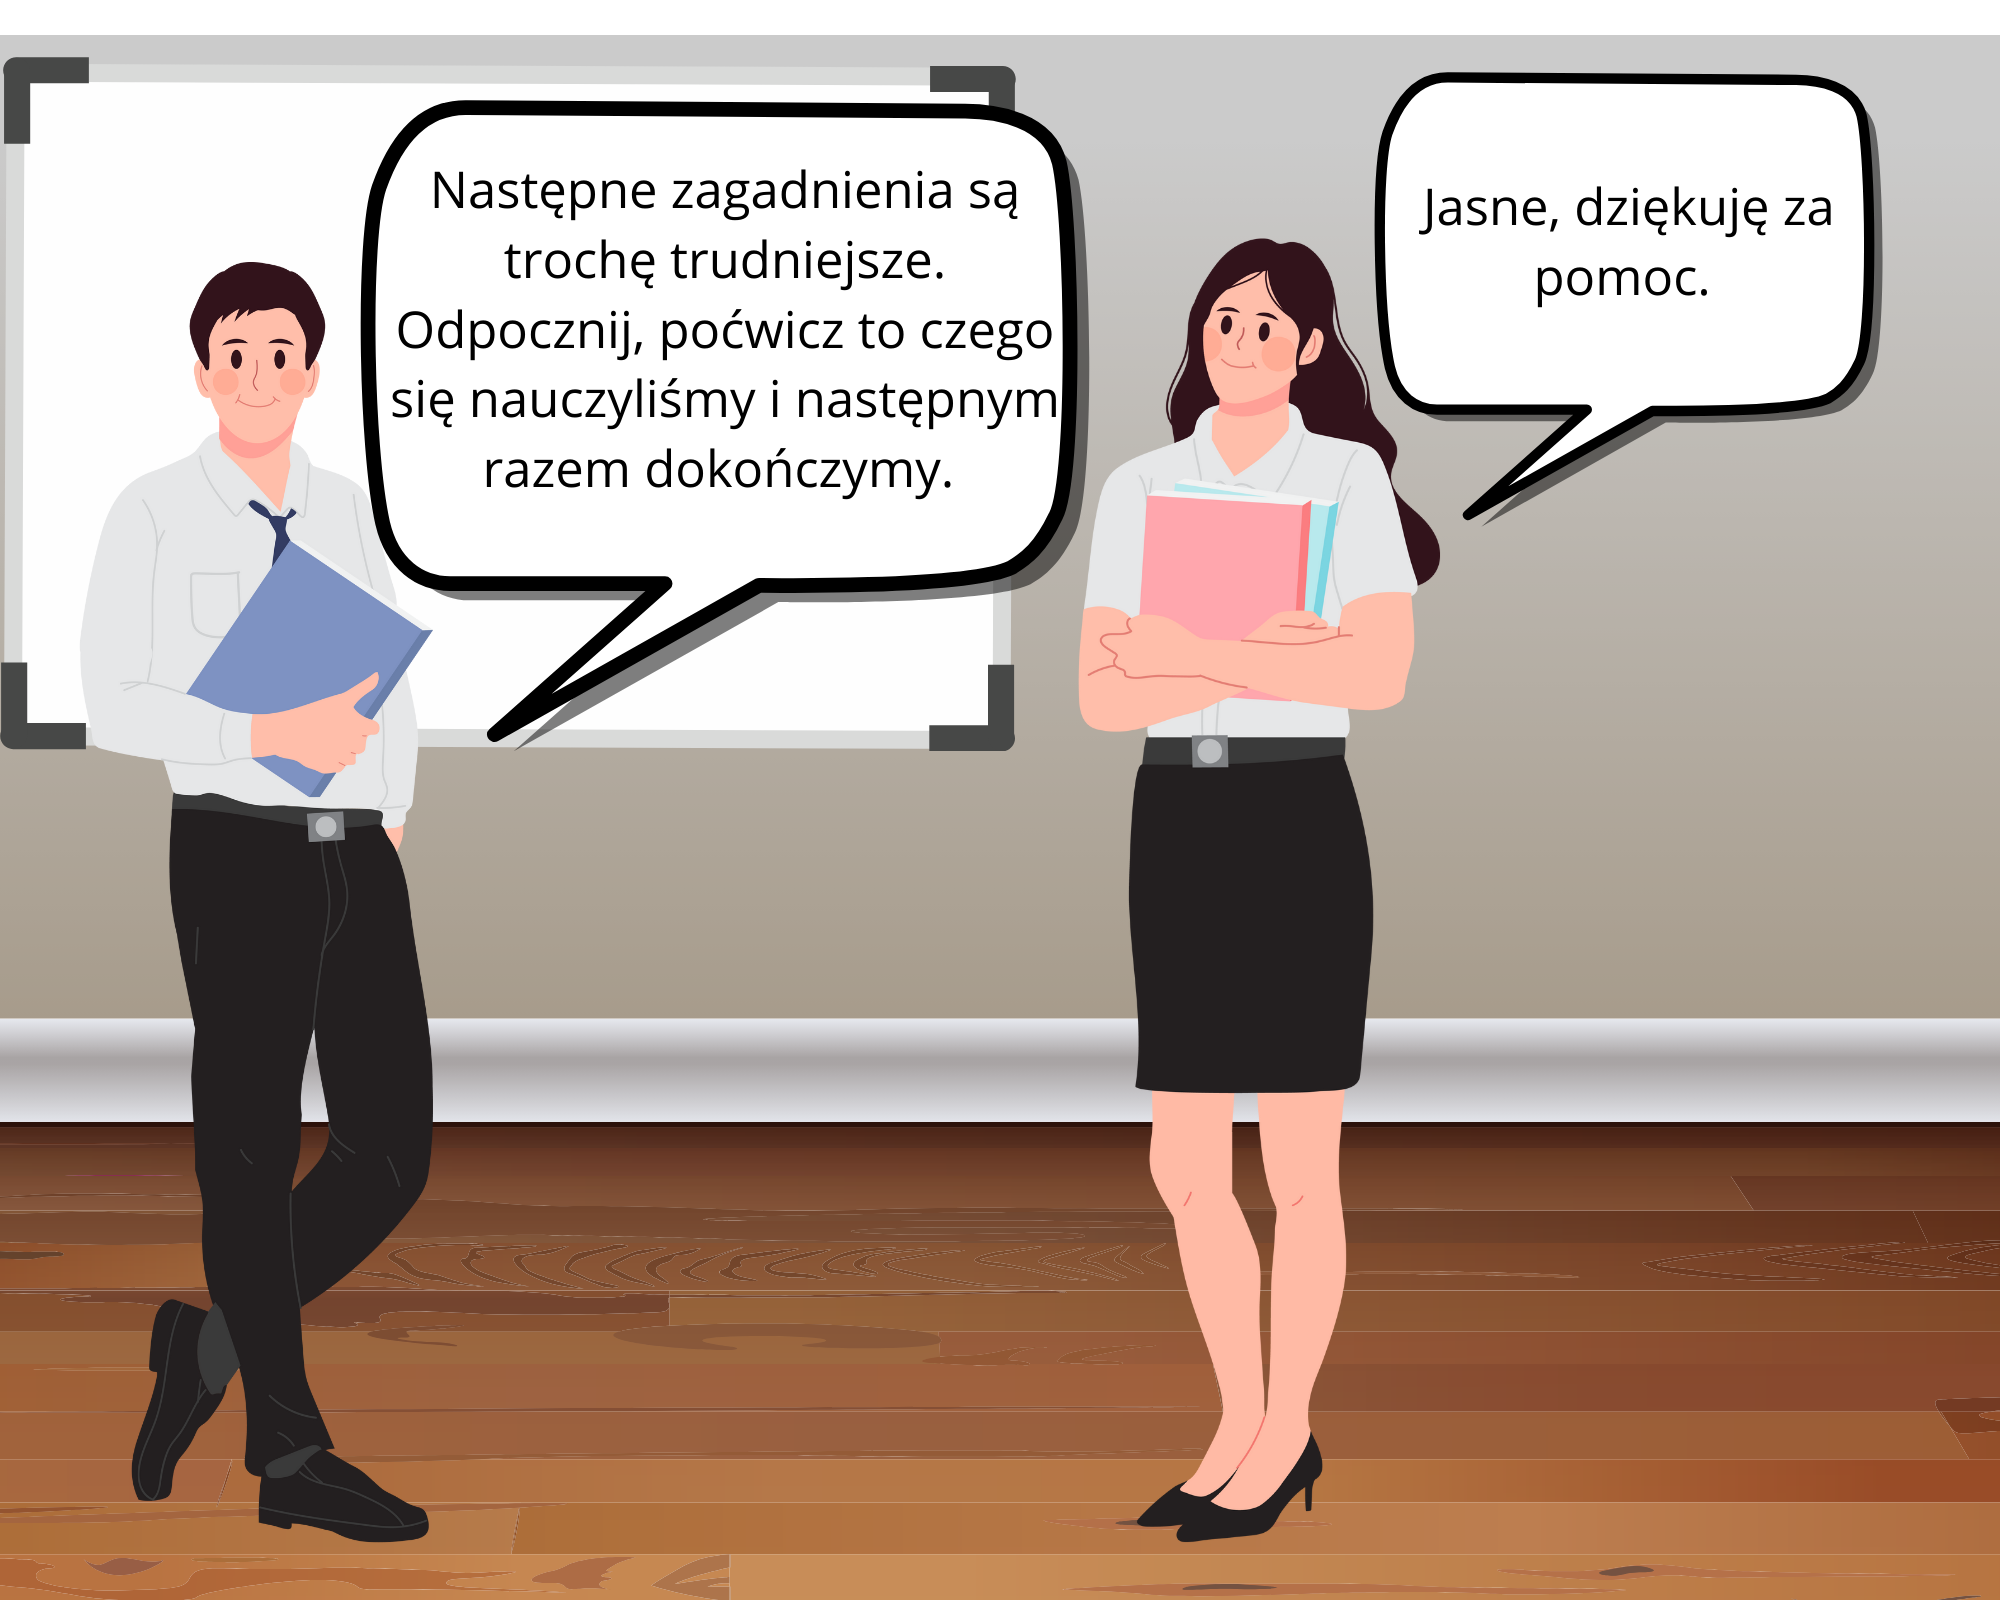 Następne zagadnienia są
trochę trudniejsze.
Odpocznij, poćwicz to czego
się nauczyliśmy i następnym
razem dokończymy.
Jasne, dziękuję za
pomoc.